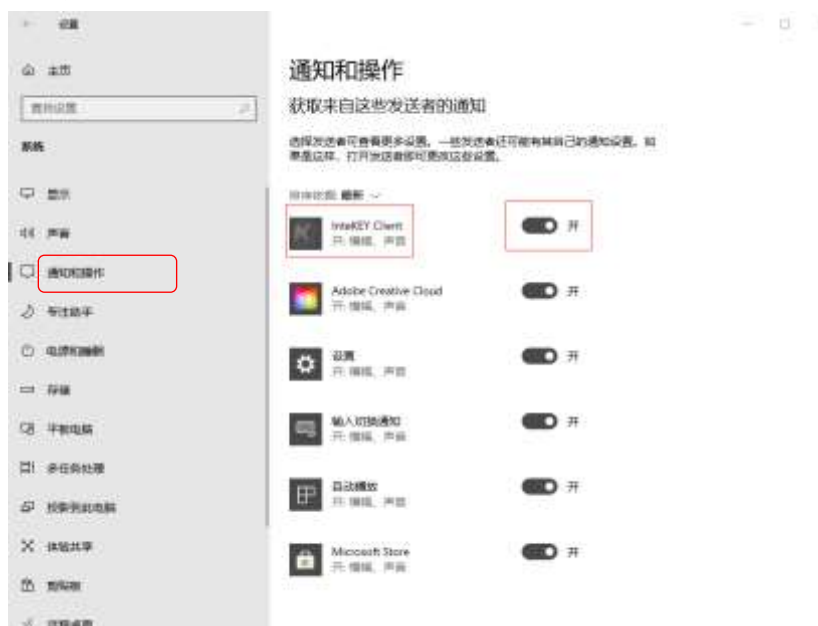 设置
主页
查找设置
系统
显示
声音
通知和操作
专注助手
电源和睡眠
存储
平板电脑
多任务处理
投影到此电脑
体验共享
剪贴板
远程桌面
通知和操作
获取来自这些发送者的通知
选择发送者可查看更多设置。一些发送者还可能有其自己的通知设置。如
果是这样，打开发送者即可更改这些设置。
排序依据: 最新
InteKEY Client
开: 横幅、声音
开
Adobe Creative Cloud
开: 横幅、声音
开
设置
开: 横幅、声音
开
输入切换通知
开: 横幅、声音
开
自动播放
开: 横幅、声音
开
Microsoft Store
开: 横幅、声音
开